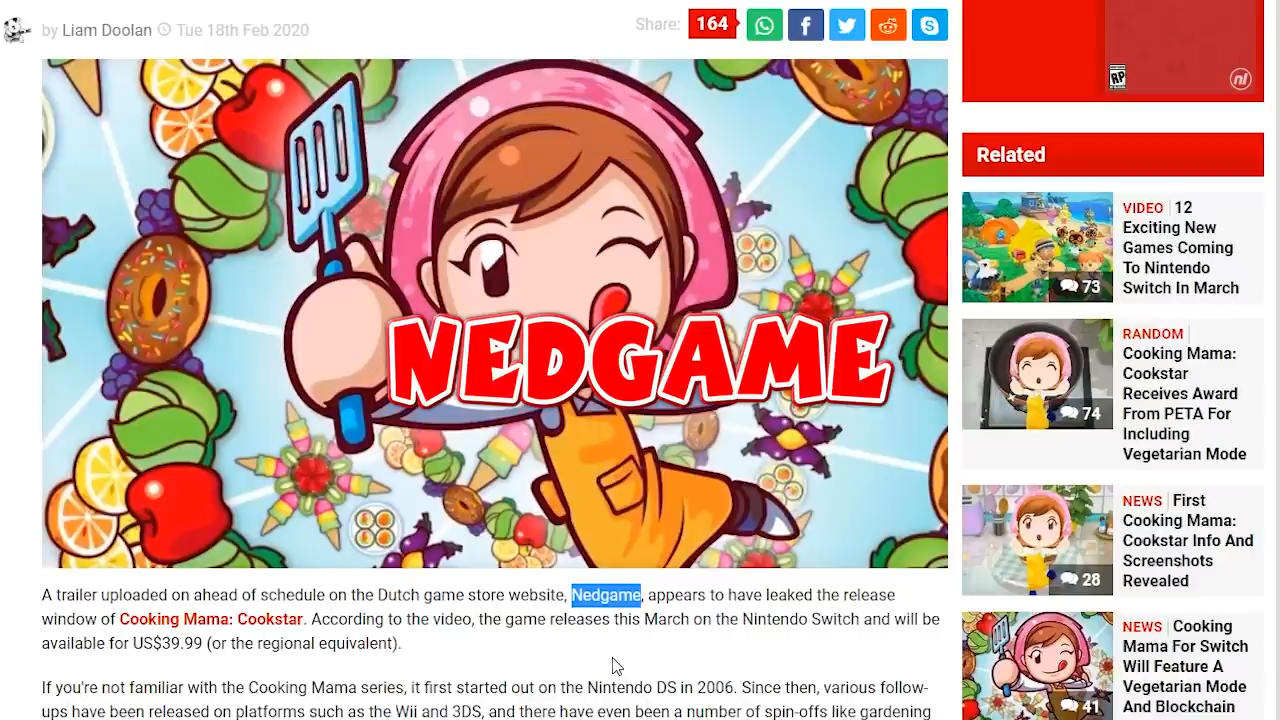 by Liam Doolan Tue 18th Feb 2020
Share: 164
NEDGAME
A trailer uploaded on ahead of schedule on the Dutch game store website, Nedgame, appears to have leaked the release
window of Cooking Mama: Cookstar. According to the video, the game releases this March on the Nintendo Switch and will be
available for US$39.99 (or the regional equivalent).
If you're not familiar with the Cooking Mama series, it first started out on the Nintendo DS in 2006. Since then, various follow-
ups have been released on platforms such as the Wii and 3DS, and there have even been a number of spin-offs like gardening
RP
nl
Related
VIDEO 12
Exciting New
Games Coming
To Nintendo
Switch In March
73
RANDOM
Cooking Mama:
Cookstar
Receives Award
From PETA For
Including
Vegetarian Mode
74
NEWS First
Cooking Mama:
Cookstar Info And
Screenshots
Revealed
28
NEWS Cooking
Mama For Switch
Will Feature A
Vegetarian Mode
And Blockchain
41